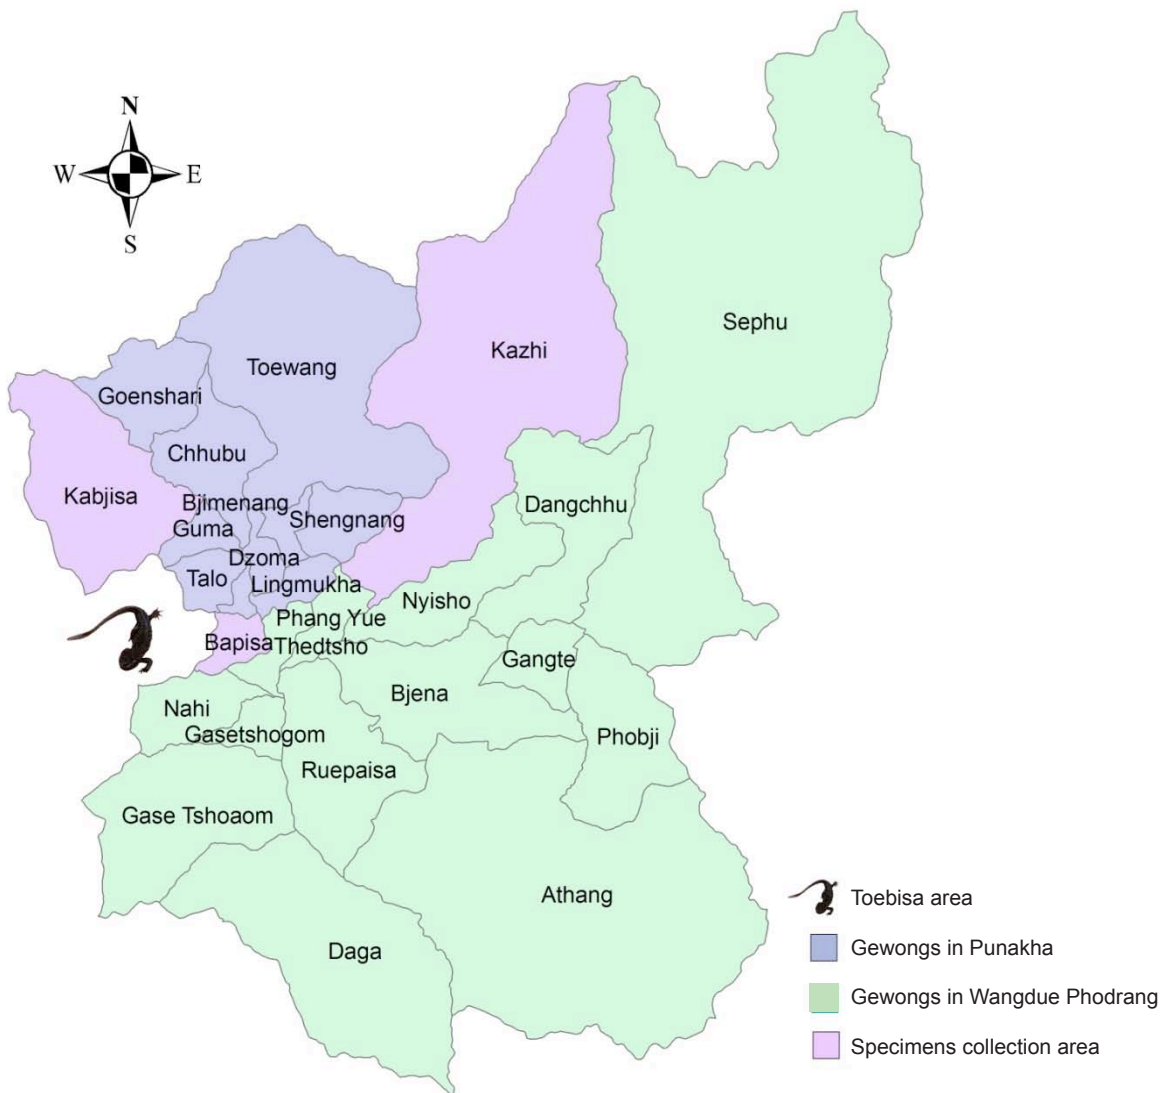 N
W E
S
Sephu
Kazhi
Toewang
Goenshari
Chhubu
Kabjisa
Bjimenang
Dangchhu
Guma
Shengnang
Dzoma
Talo
Lingmukha
Nyisho
Phang Yue
Bapisa
Thedtsho
Gangte
Bjena
Nahi
Gasetshogom
Phobji
Ruepaisa
Gase Tshoaom
Athang
Daga
Toebisa area
Gewongs in Punakha
Gewongs in Wangdue Phodrang
Specimens collection area